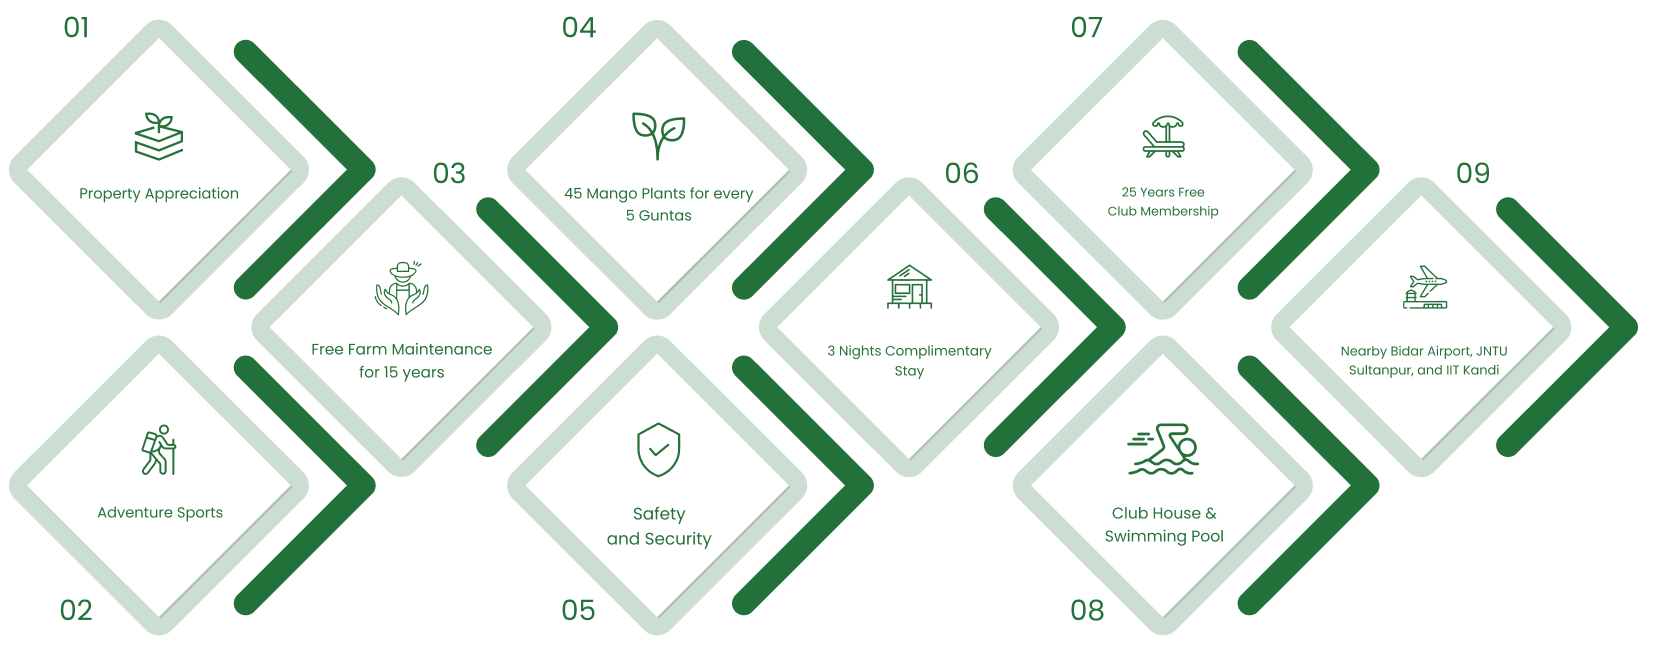 01
Property Appreciation
02
Adventure Sports
03
Free Farm Maintenance
for 15 years
04
45 Mango Plants for every
5 Guntas
05
Safety
and Security
06
3 Nights Complimentary
Stay
07
25 Years Free
Club Membership
08
Club House &
Swimming Pool
09
Nearby Bidar Airport, JNTU
Sultanpur, and IIT Kandi